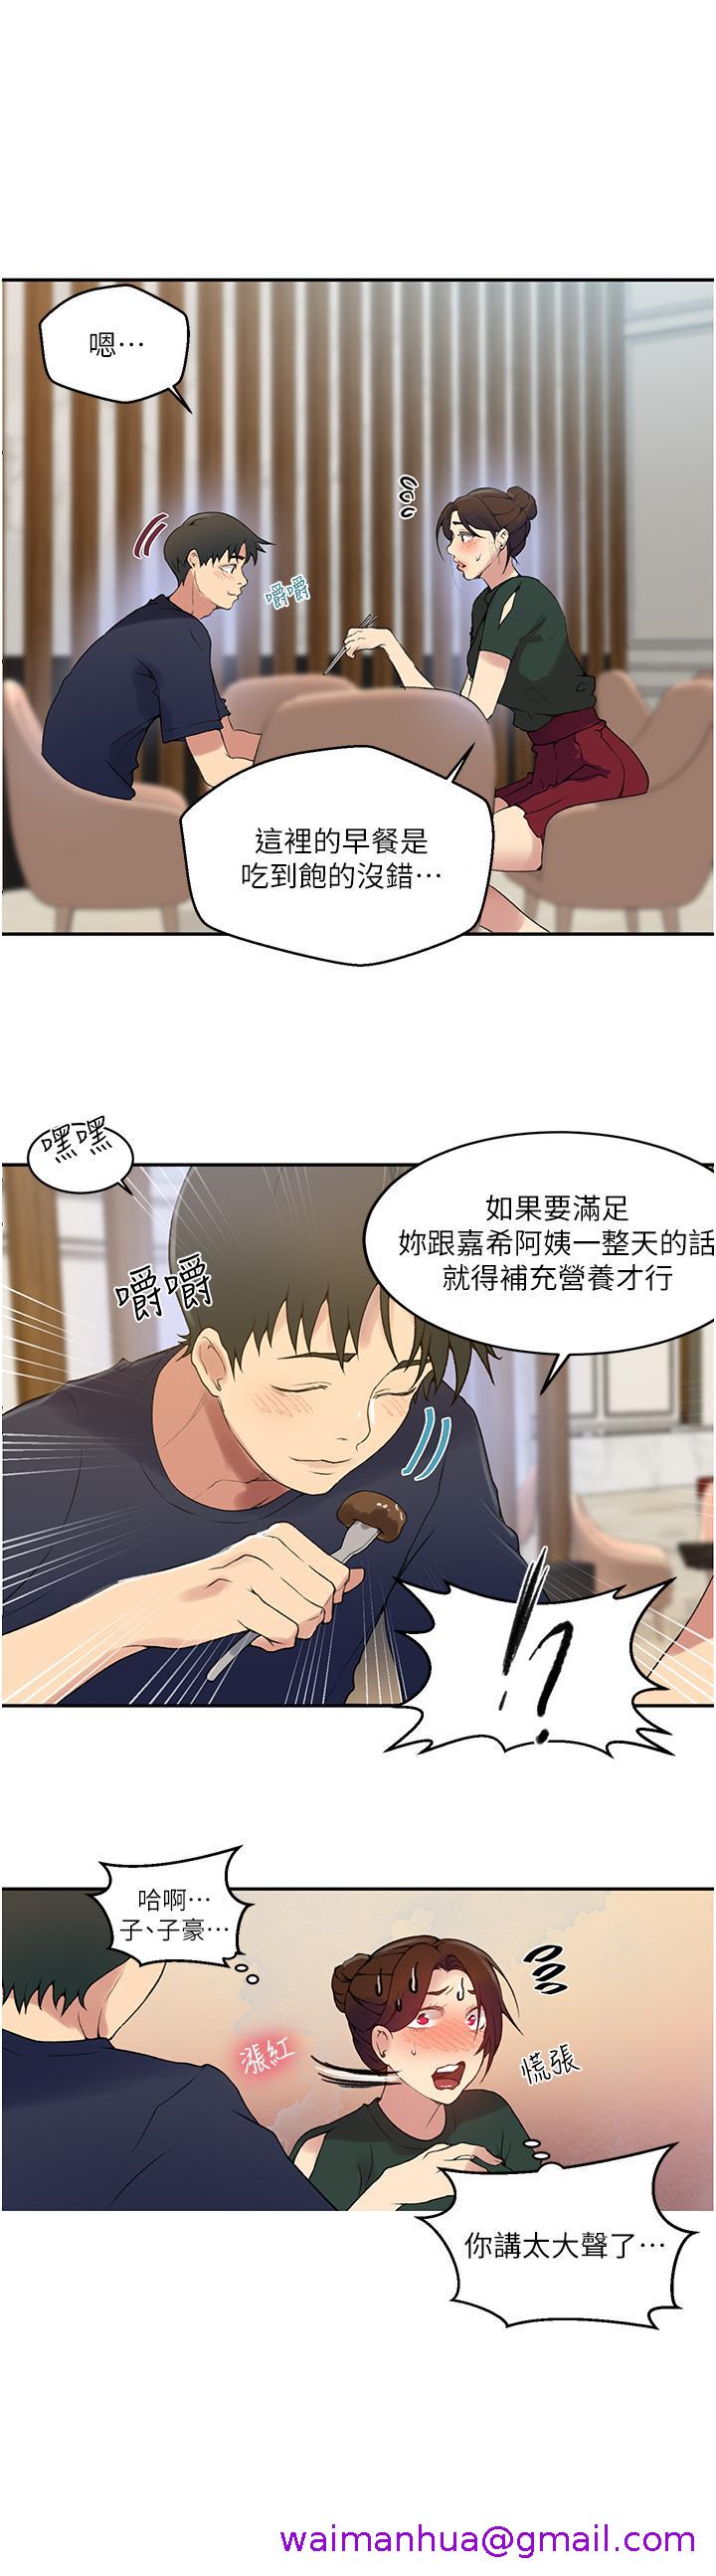 嗯…
嚼嚼
這裡的早餐是
吃到飽的沒錯…
嘿嘿
如果要滿足
妳跟嘉希阿姨一整天的話
就得補充營養才行
嚼嚼
!?
哈啊…
子、子豪…
漲紅
慌張
你講太大聲了…
waimanhua@gmail.com